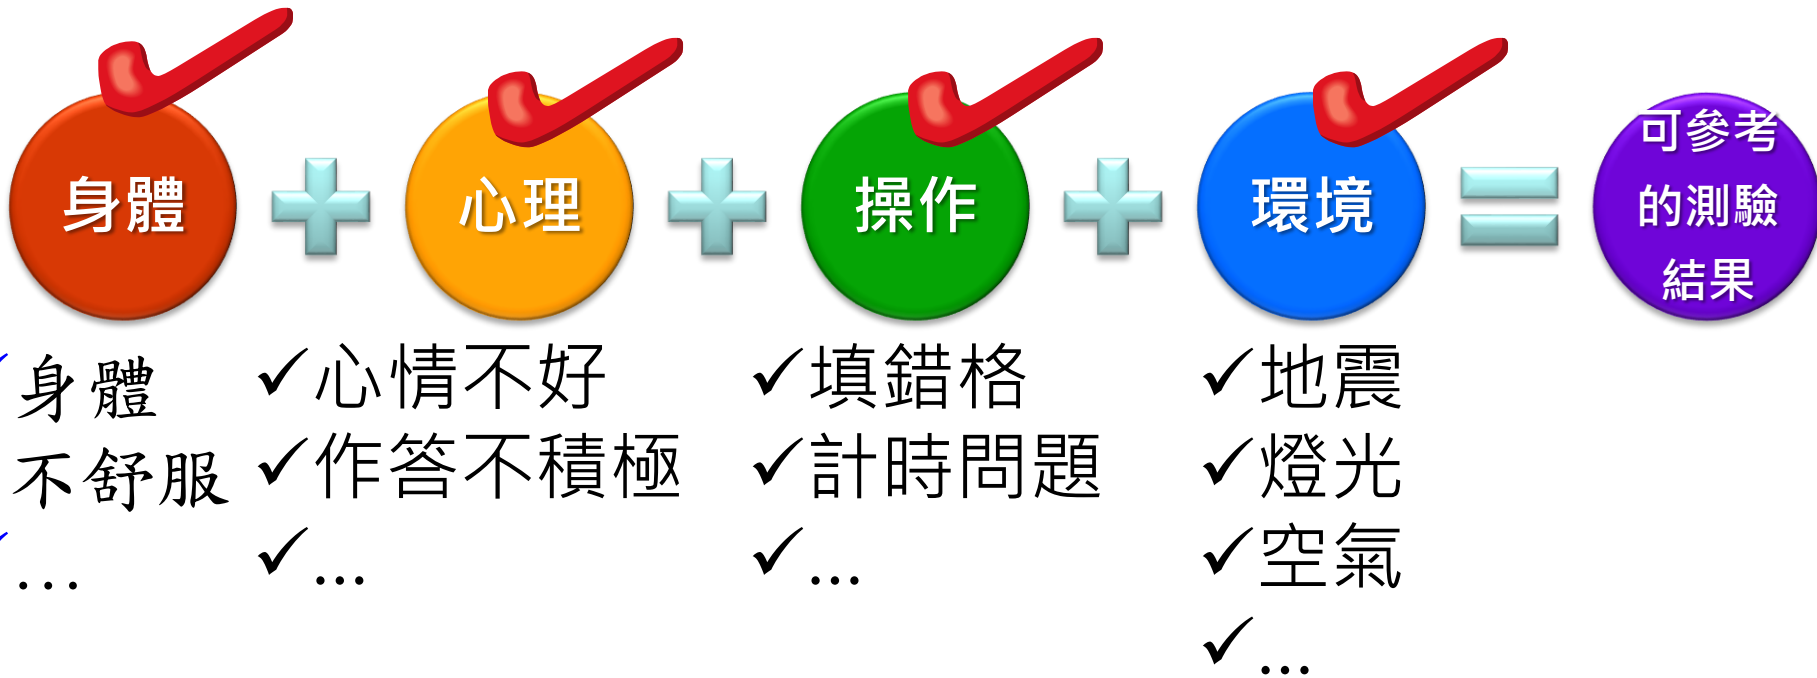 身體
心理
操作
環境
可參考
的測驗
結果
✓身體
不舒服
✓…
✓心情不好
✓作答不積極
✓...
✓填錯格
✓計時問題
✓...
✓地震
✓燈光
✓空氣
✓...